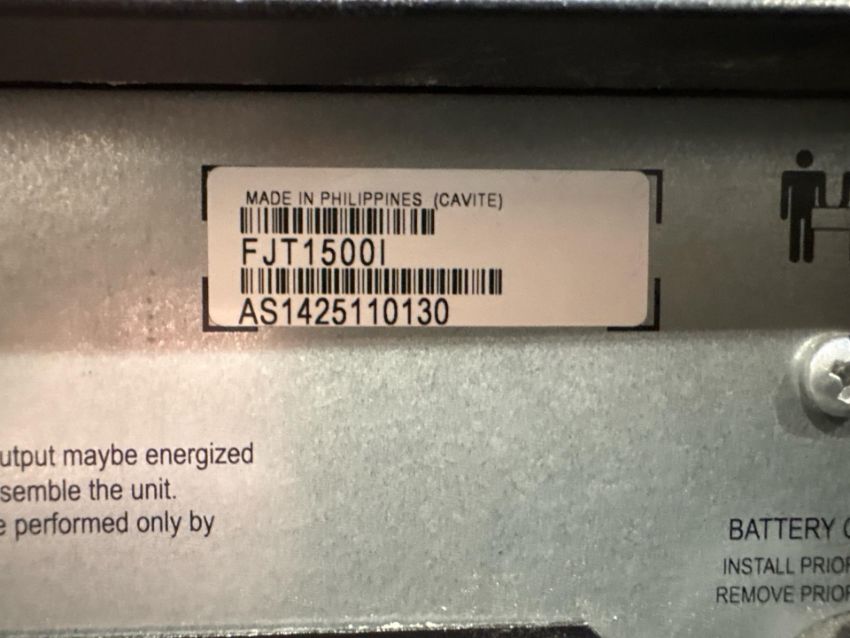 MADE IN PHILIPPINES (CAVITE)
FJT1500I
AS1425110130
utput maybe energized
semble the unit.
e performed only by
BATTERY
INSTALL PRIOR
REMOVE PRIOR